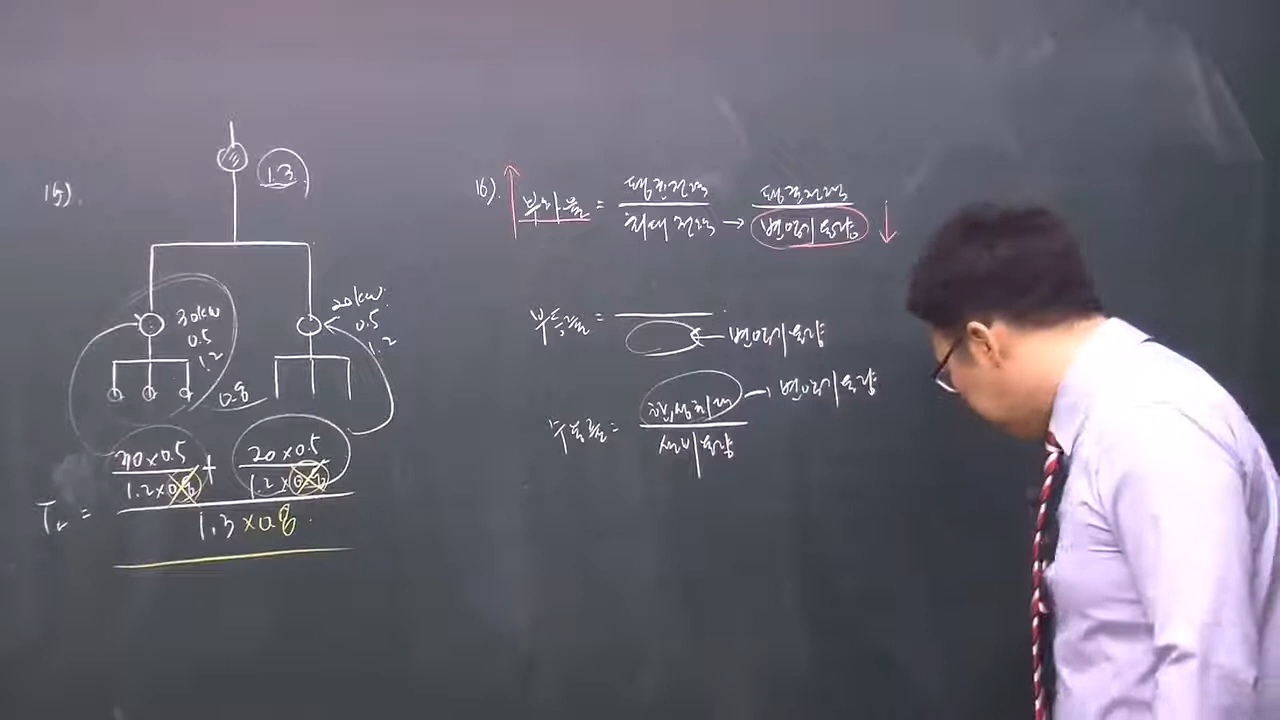 15).
1.3
30kW
0.5
1.2
20kW
0.5
1.2
0.8
Tr = (30 × 0.5 / 1.2 × 0.8 + 20 × 0.5 / 1.2 × 0.8) / 1.3 × 0.8
16). 부하율 = 평균전력 / 최대전력 → 평균전력 / 변압기용량
부등률 = ← 변압기용량
수용률 = 최대전력 / 설비용량 → 변압기용량